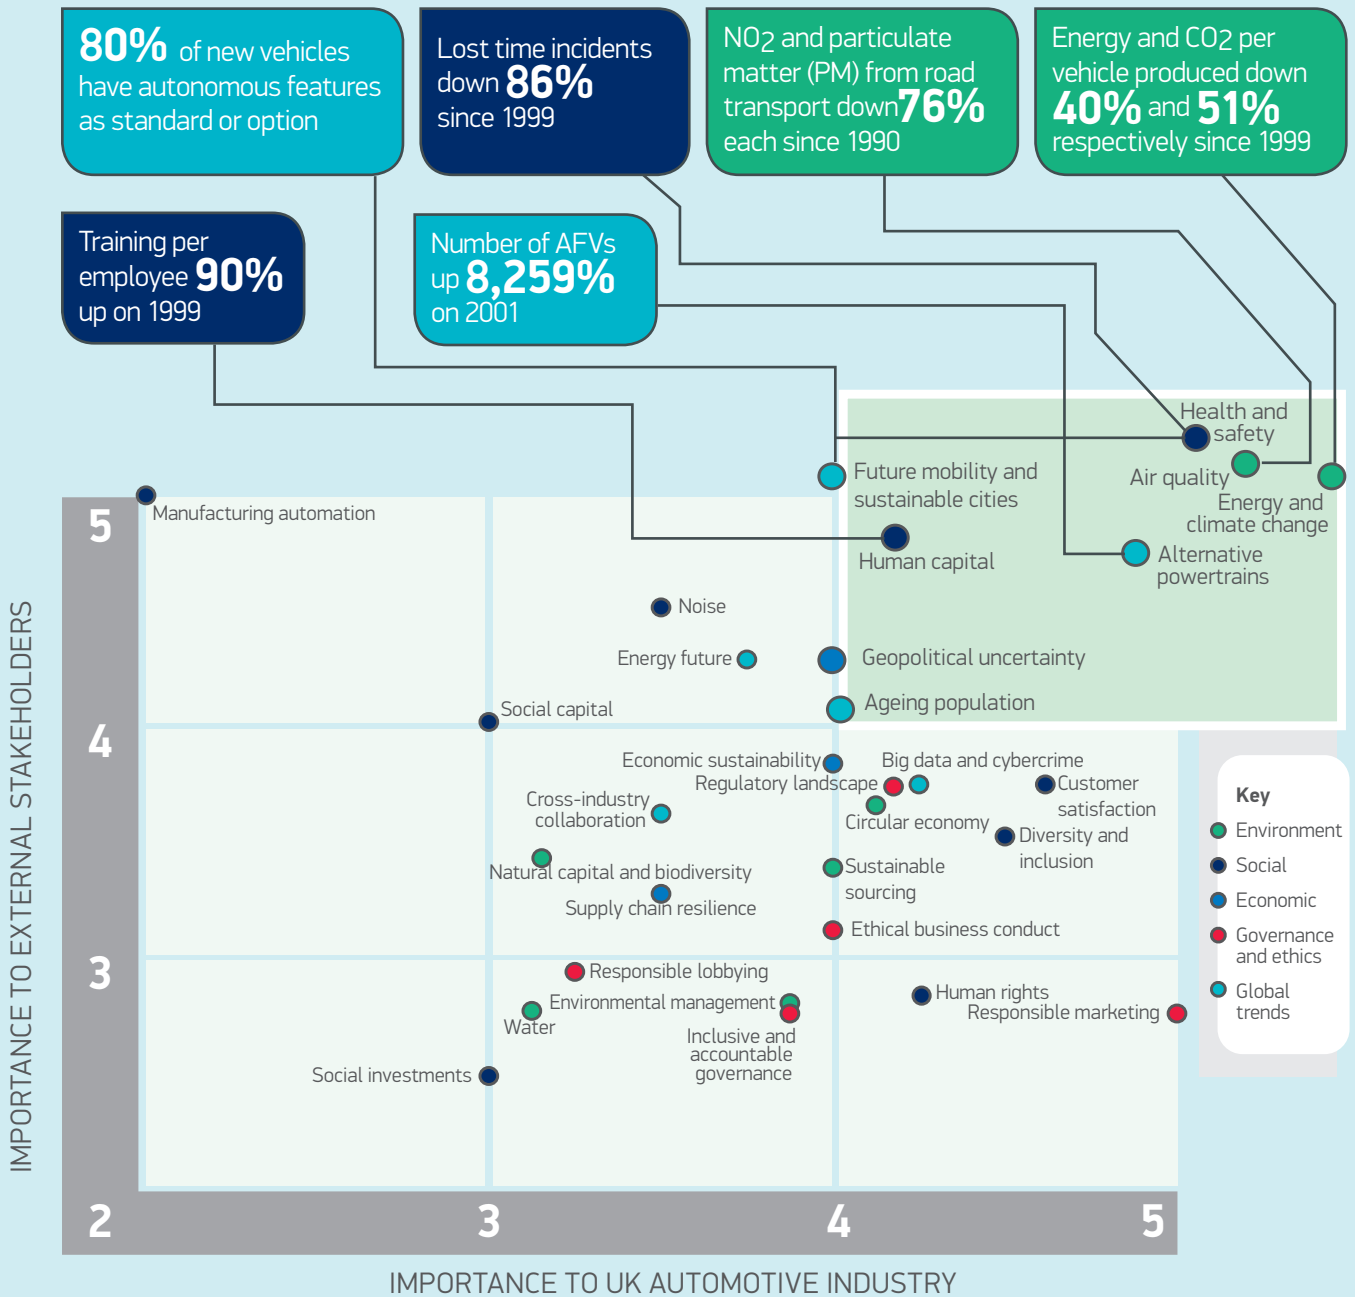 80% of new vehicles
have autonomous features
as standard or option
Lost time incidents
down 86%
since 1999
NO2 and particulate
matter (PM) from road
transport down 76%
each since 1990
Energy and CO2 per
vehicle produced down
40% and 51%
respectively since 1999
Training per
employee 90%
up on 1999
Number of AFVs
up 8,259%
on 2001
Health and
safety
Air quality
Energy and
climate change
Future mobility and
sustainable cities
Human capital
Alternative
powertrains
Manufacturing automation
Noise
Energy future
Geopolitical uncertainty
Ageing population
Social capital
Economic sustainability
Regulatory landscape
Big data and cybercrime
Customer
satisfaction
Cross-industry
collaboration
Circular economy
Diversity and
inclusion
Natural capital and biodiversity
Sustainable
sourcing
Supply chain resilience
Ethical business conduct
Responsible lobbying
Environmental management
Water
Inclusive and
accountable
governance
Human rights
Responsible marketing
Social investments
Key
Environment
Social
Economic
Governance
and ethics
Global
trends
IMPORTANCE TO EXTERNAL STAKEHOLDERS
5
4
3
2
3
4
5
IMPORTANCE TO UK AUTOMOTIVE INDUSTRY